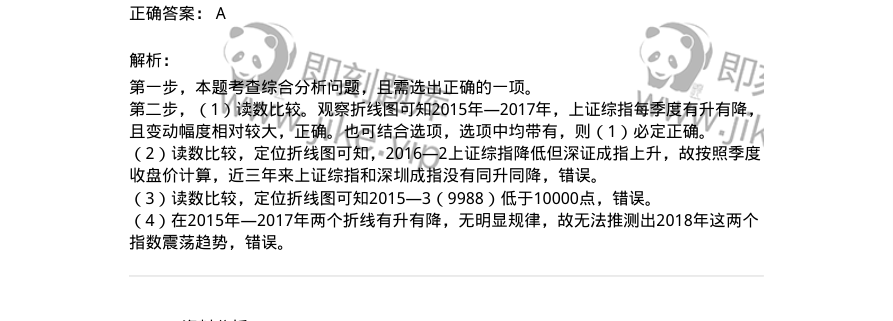 正确答案： A
解析：
第一步，本题考查综合分析问题，且需选出正确的一项。
第二步，（1）读数比较。观察折线图可知2015年—2017年，上证综指每季度有升有降，
且变动幅度相对较大，正确。也可结合选项，选项中均带有，则（1）必定正确。
（2）读数比较，定位折线图可知，2016—2上证综指降低但深证成指上升，故按照季度
收盘价计算，近三年来上证综指和深圳成指没有同升同降，错误。
（3）读数比较，定位折线图可知2015—3（9988）低于10000点，错误。
（4）在2015年—2017年两个折线有升有降，无明显规律，故无法推测出2018年这两个
指数震荡趋势，错误。
即刻题库
www.jike.vip
即刻
www.jike